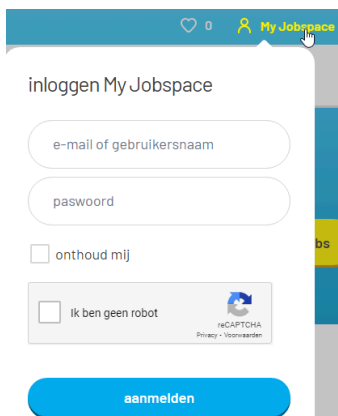 0 My Jobspace
inloggen My Jobspace
e-mail of gebruikersnaam
paswoord
onthoud mij
bs
Ik ben geen robot
reCAPTCHA
Privacy - Voorwaarden
aanmelden